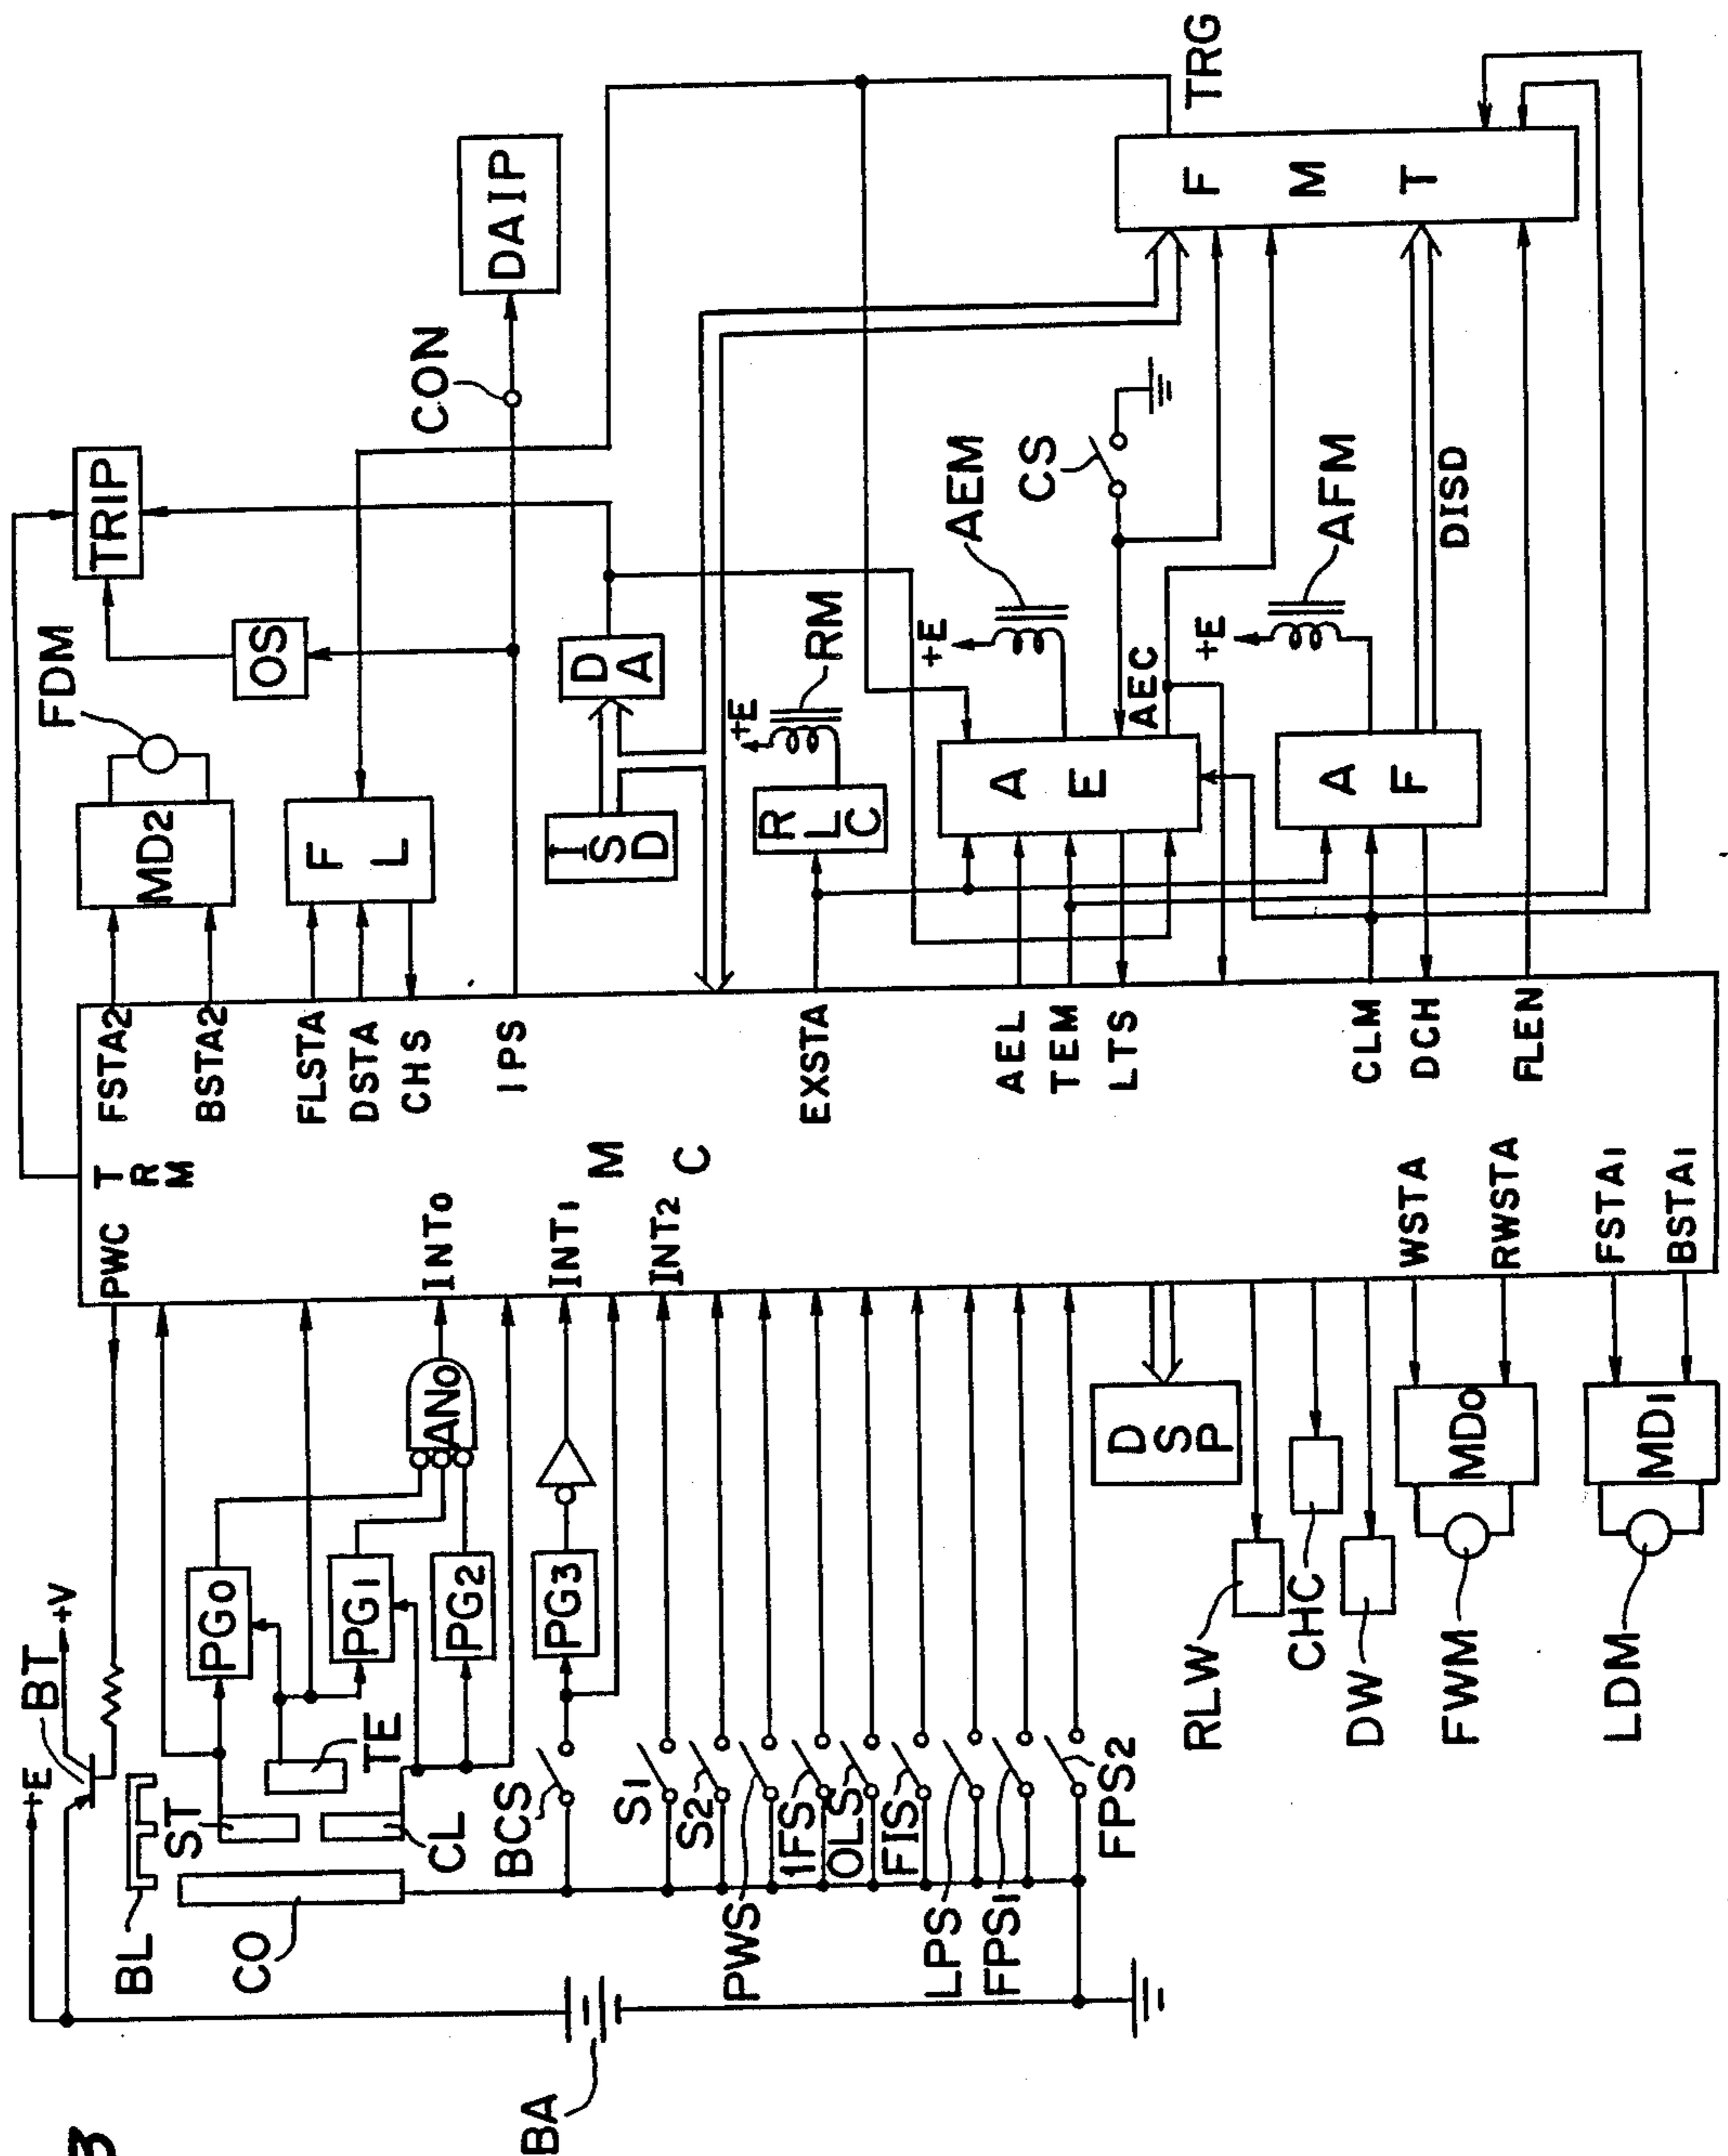 3
BA
+E
BT
+V
BL
ST
TE
CL
CO
PG0
PG1
PG2
AN0
BCS
PG3
S1
S2
PWS
1FS
OLS
FIS
LPS
FPS1
FPS2
DSP
RLW
CHC
DW
FWM
MD0
LDM
MD1
PWC
INT0
INT1
INT2
WSTA
RWSTA
FSTA1
BSTA1
MC
TRM
FSTA2
BSTA2
FLSTA
DSTA
CHS
IPS
EXSTA
AEL
TEM
LTS
CLM
DCH
FLEN
MD2
FDM
FL
OS
TRIP
CON
DAIP
ISD
DA
RLC
+E
RM
AE
+E
AEM
AEC
CS
AF
+E
AFM
DISD
FMT
TRG